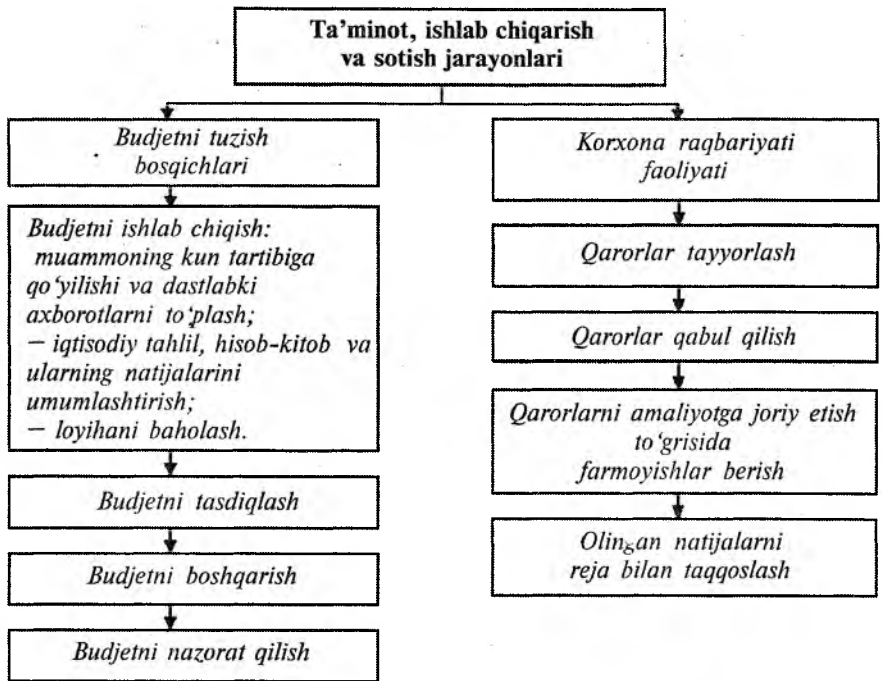 Ta’minot, ishlab chiqarish
va sotish jarayonlari
Budjetni tuzish
bosqichlari
Budjetni ishlab chiqish:
muammoning kun tartibiga
qo‘yilishi va dastlabki
axborotlarni to‘plash;
— iqtisodiy tahlil, hisob-kitob va
ularning natijalarini
umumlashtirish;
— loyihani baholash.
Budjetni tasdiqlash
Budjetni boshqarish
Budjetni nazorat qilish
Korxona raqbariyati
faoliyati
Qarorlar tayyorlash
Qarorlar qabul qilish
Qarorlarni amaliyotga joriy etish
to‘grisida
farmoyishlar berish
Olingan natijalarni
reja bilan taqqoslash